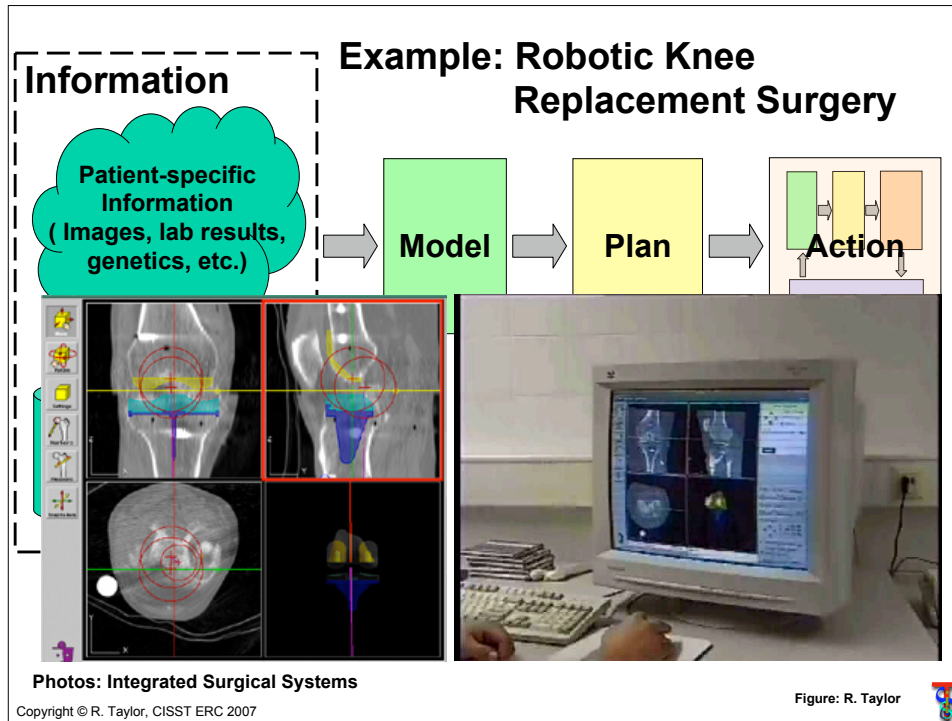 Example: Robotic Knee
Replacement Surgery
Information
Patient-specific
Information
( Images, lab results,
genetics, etc.)
Model
Plan
Action
Photos: Integrated Surgical Systems
Figure: R. Taylor
Copyright © R. Taylor, CISST ERC 2007